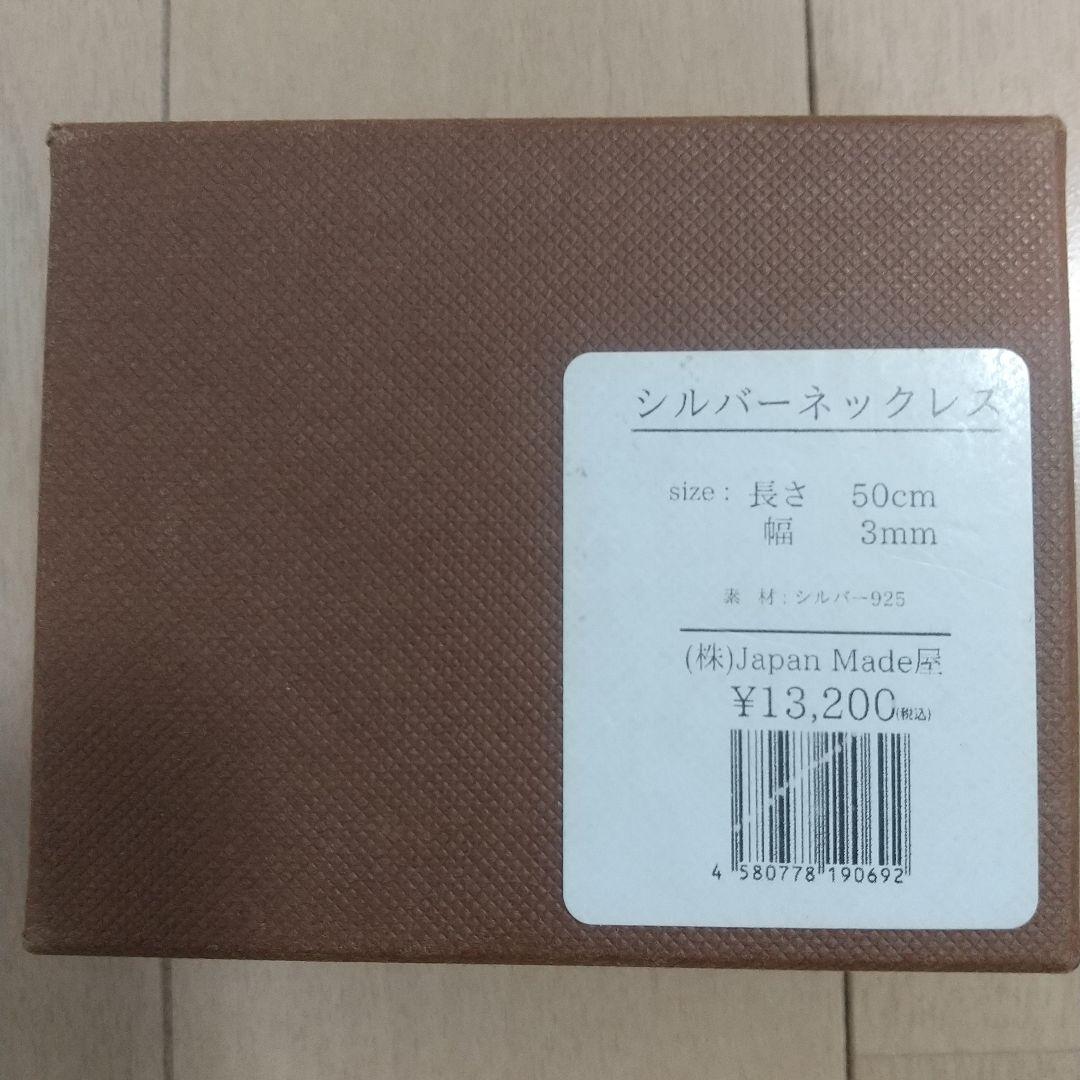 シルバーネックレス
size : 長さ 50cm
幅 3mm
素 材 : シルバー925
(株)Japan Made屋
¥13,200(税込)
4 580778 190692